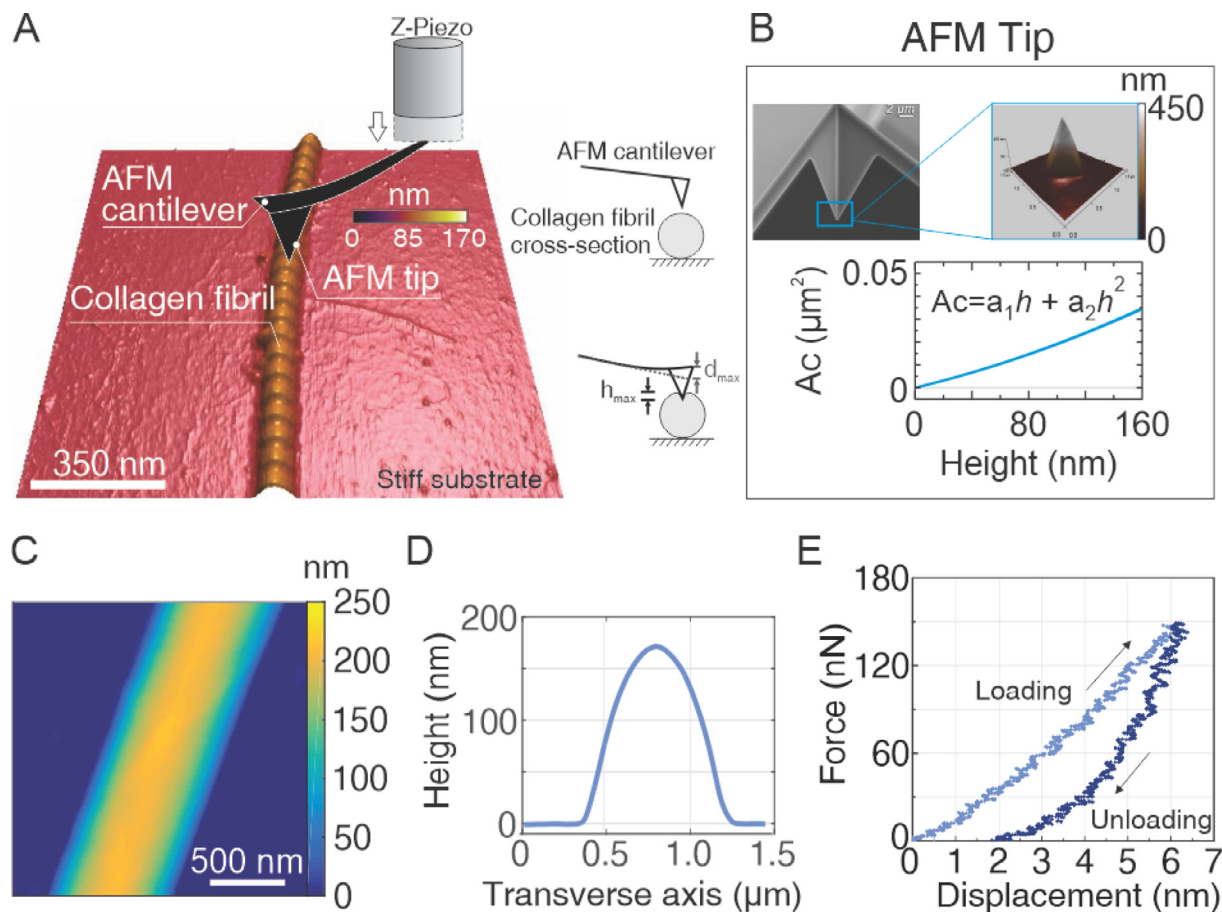 A
Z-Piezo
AFM
cantilever
nm
0 85 170
AFM tip
Collagen fibril
350 nm
Stiff substrate
AFM cantilever
Collagen fibril
cross-section
d_max
h_max
B
AFM Tip
nm
450
0
2 µm
Ac (µm²)
0.05
0
Ac=a₁h + a₂h²
0 80 160
Height (nm)
C
nm
250
200
150
100
50
0
500 nm
D
Height (nm)
200
100
0
0 0.5 1.0 1.5
Transverse axis (µm)
E
Force (nN)
180
120
60
0
Loading
Unloading
0 1 2 3 4 5 6 7
Displacement (nm)